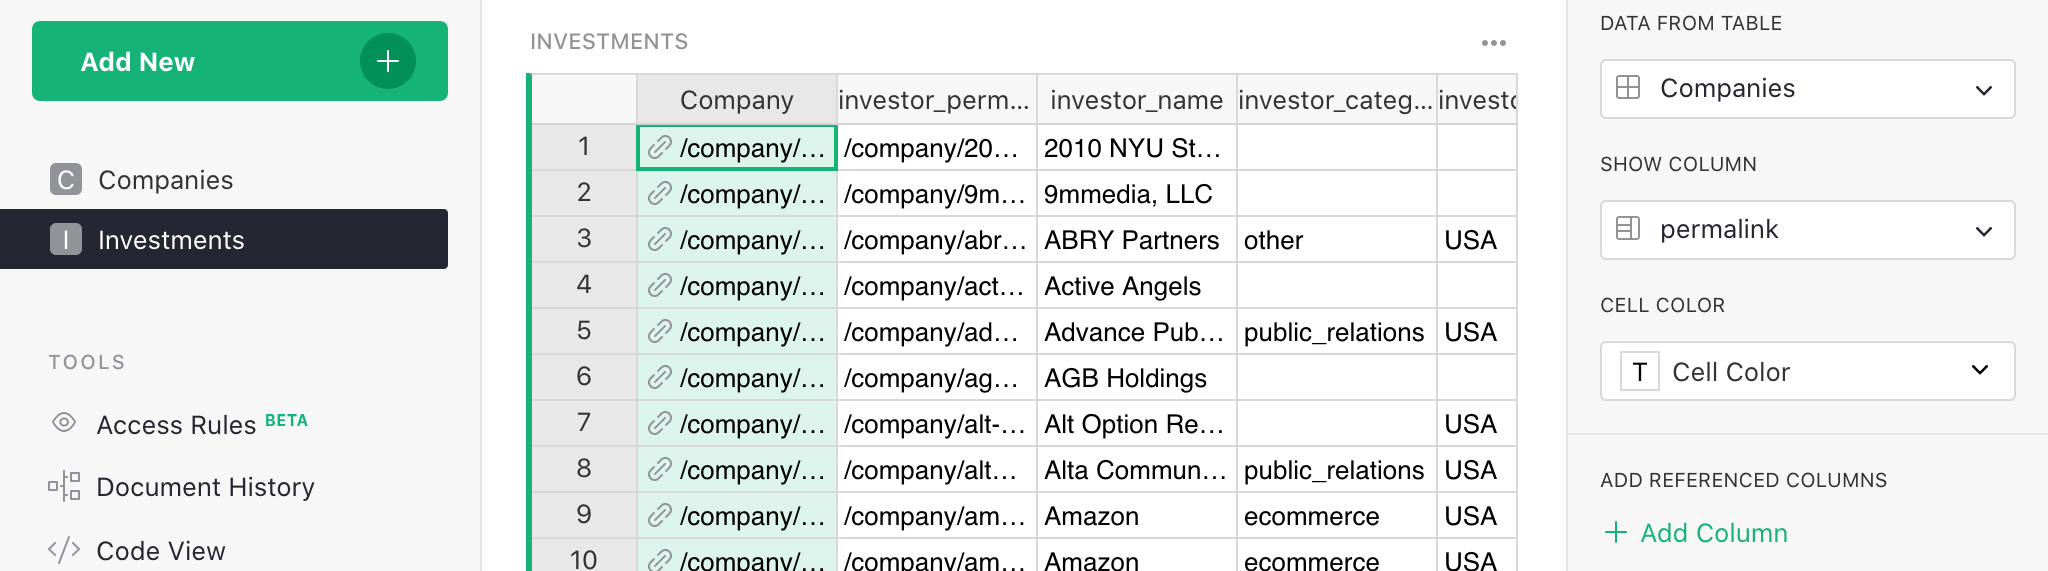 Add New
C Companies
I Investments
TOOLS
Access Rules BETA
Document History
</> Code View
INVESTMENTS
Company investor_perm... investor_name investor_categ... investo
1 /company/... /company/20... 2010 NYU St...
2 /company/... /company/9m... 9mmedia, LLC
3 /company/... /company/abr... ABRY Partners other USA
4 /company/... /company/act... Active Angels
5 /company/... /company/ad... Advance Pub... public_relations USA
6 /company/... /company/ag... AGB Holdings
7 /company/... /company/alt-... Alt Option Re... USA
8 /company/... /company/alt... Alta Commun... public_relations USA
9 /company/... /company/am... Amazon ecommerce USA
10 /company/... /company/am... Amazon ecommerce USA
DATA FROM TABLE
Companies
SHOW COLUMN
permalink
CELL COLOR
T Cell Color
ADD REFERENCED COLUMNS
+ Add Column